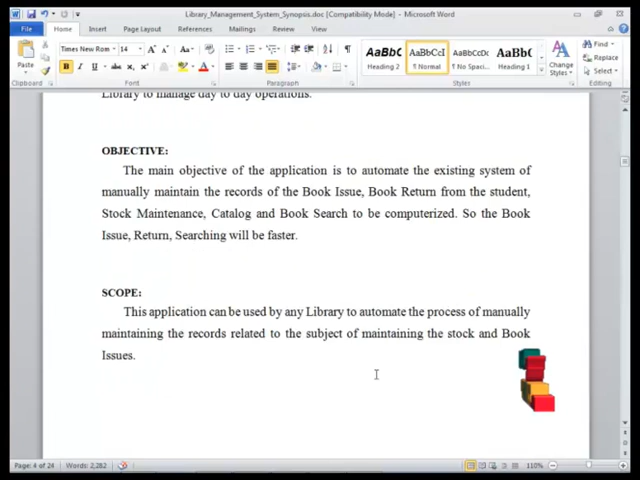 Library_Management_System_Synopsis.doc [Compatibility Mode] - Microsoft Word
File Home Insert Page Layout References Mailings Review View
Paste Times New Rom 14 AaBbC AaBbCcI AaBbCcDc AaBbC Find
Replace
B I U abc x₂ x² Heading 2 ¶ Normal ¶ No Spaci... Heading 1 Change Styles Select
Clipboard Font Paragraph Styles Editing
Library to manage day to day operations.
OBJECTIVE:
The main objective of the application is to automate the existing system of
manually maintain the records of the Book Issue, Book Return from the student,
Stock Maintenance, Catalog and Book Search to be computerized. So the Book
Issue, Return, Searching will be faster.
SCOPE:
This application can be used by any Library to automate the process of manually
maintaining the records related to the subject of maintaining the stock and Book
Issues.
Page: 4 of 24 Words: 2,282 110%